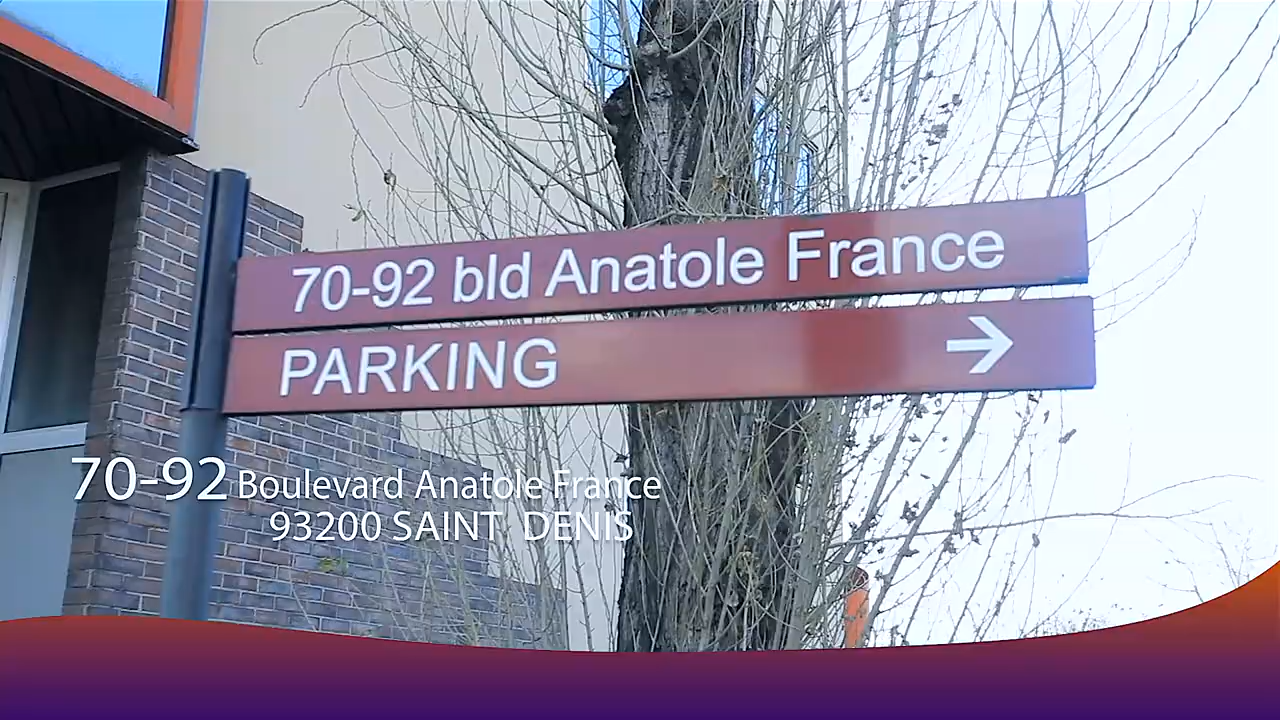 70-92 bld Anatole France
PARKING
70-92 Boulevard Anatole France
93200 SAINT DENIS